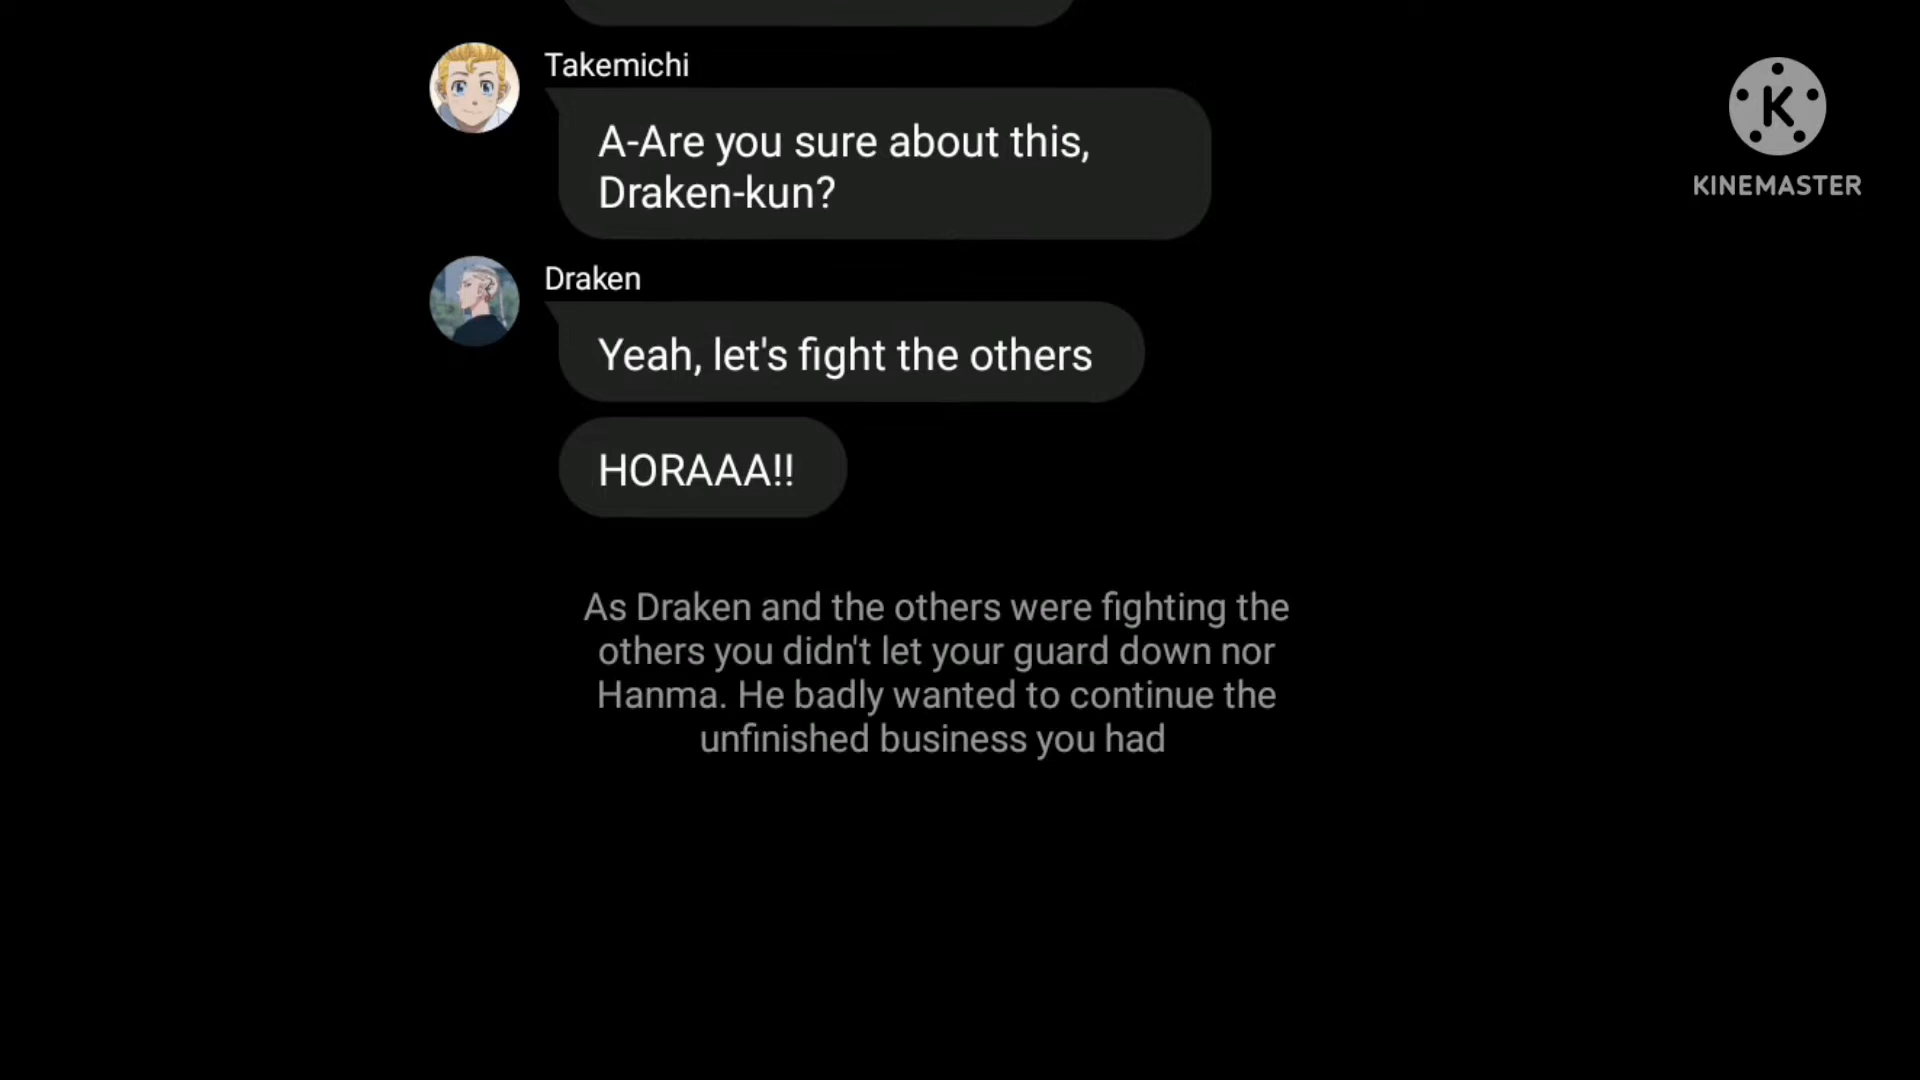 Takemichi
A-Are you sure about this,
Draken-kun?
K
KINEMASTER
Draken
Yeah, let's fight the others
HORAAA!!
As Draken and the others were fighting the
others you didn't let your guard down nor
Hanma. He badly wanted to continue the
unfinished business you had